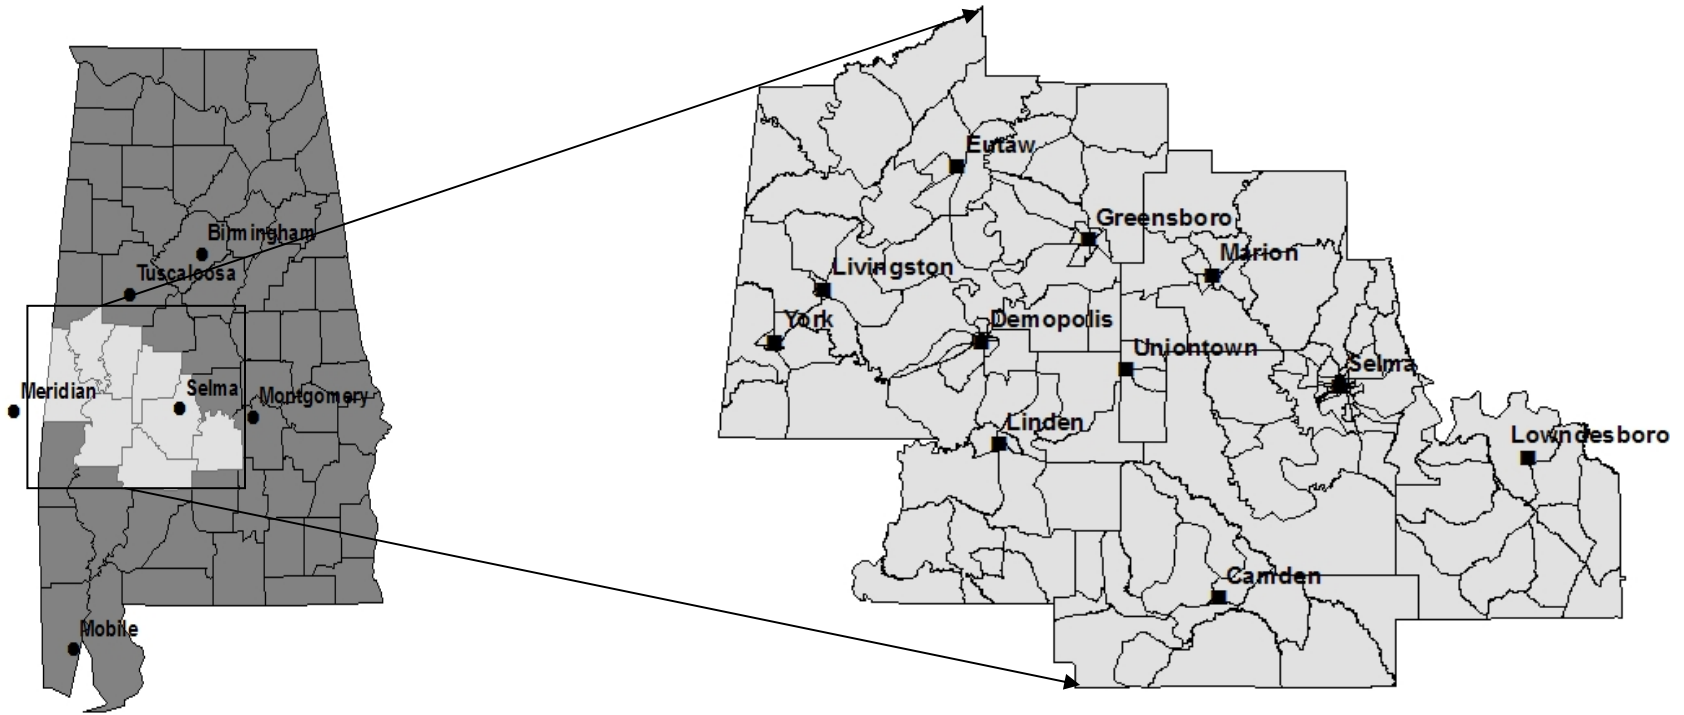 Birmingham
Tuscaloosa
Meridian
Selma
Montgomery
Mobile
Eutaw
Greensboro
Marion
Livingston
York
Demopolis
Uniontown
Selma
Linden
Lowndesboro
Camden